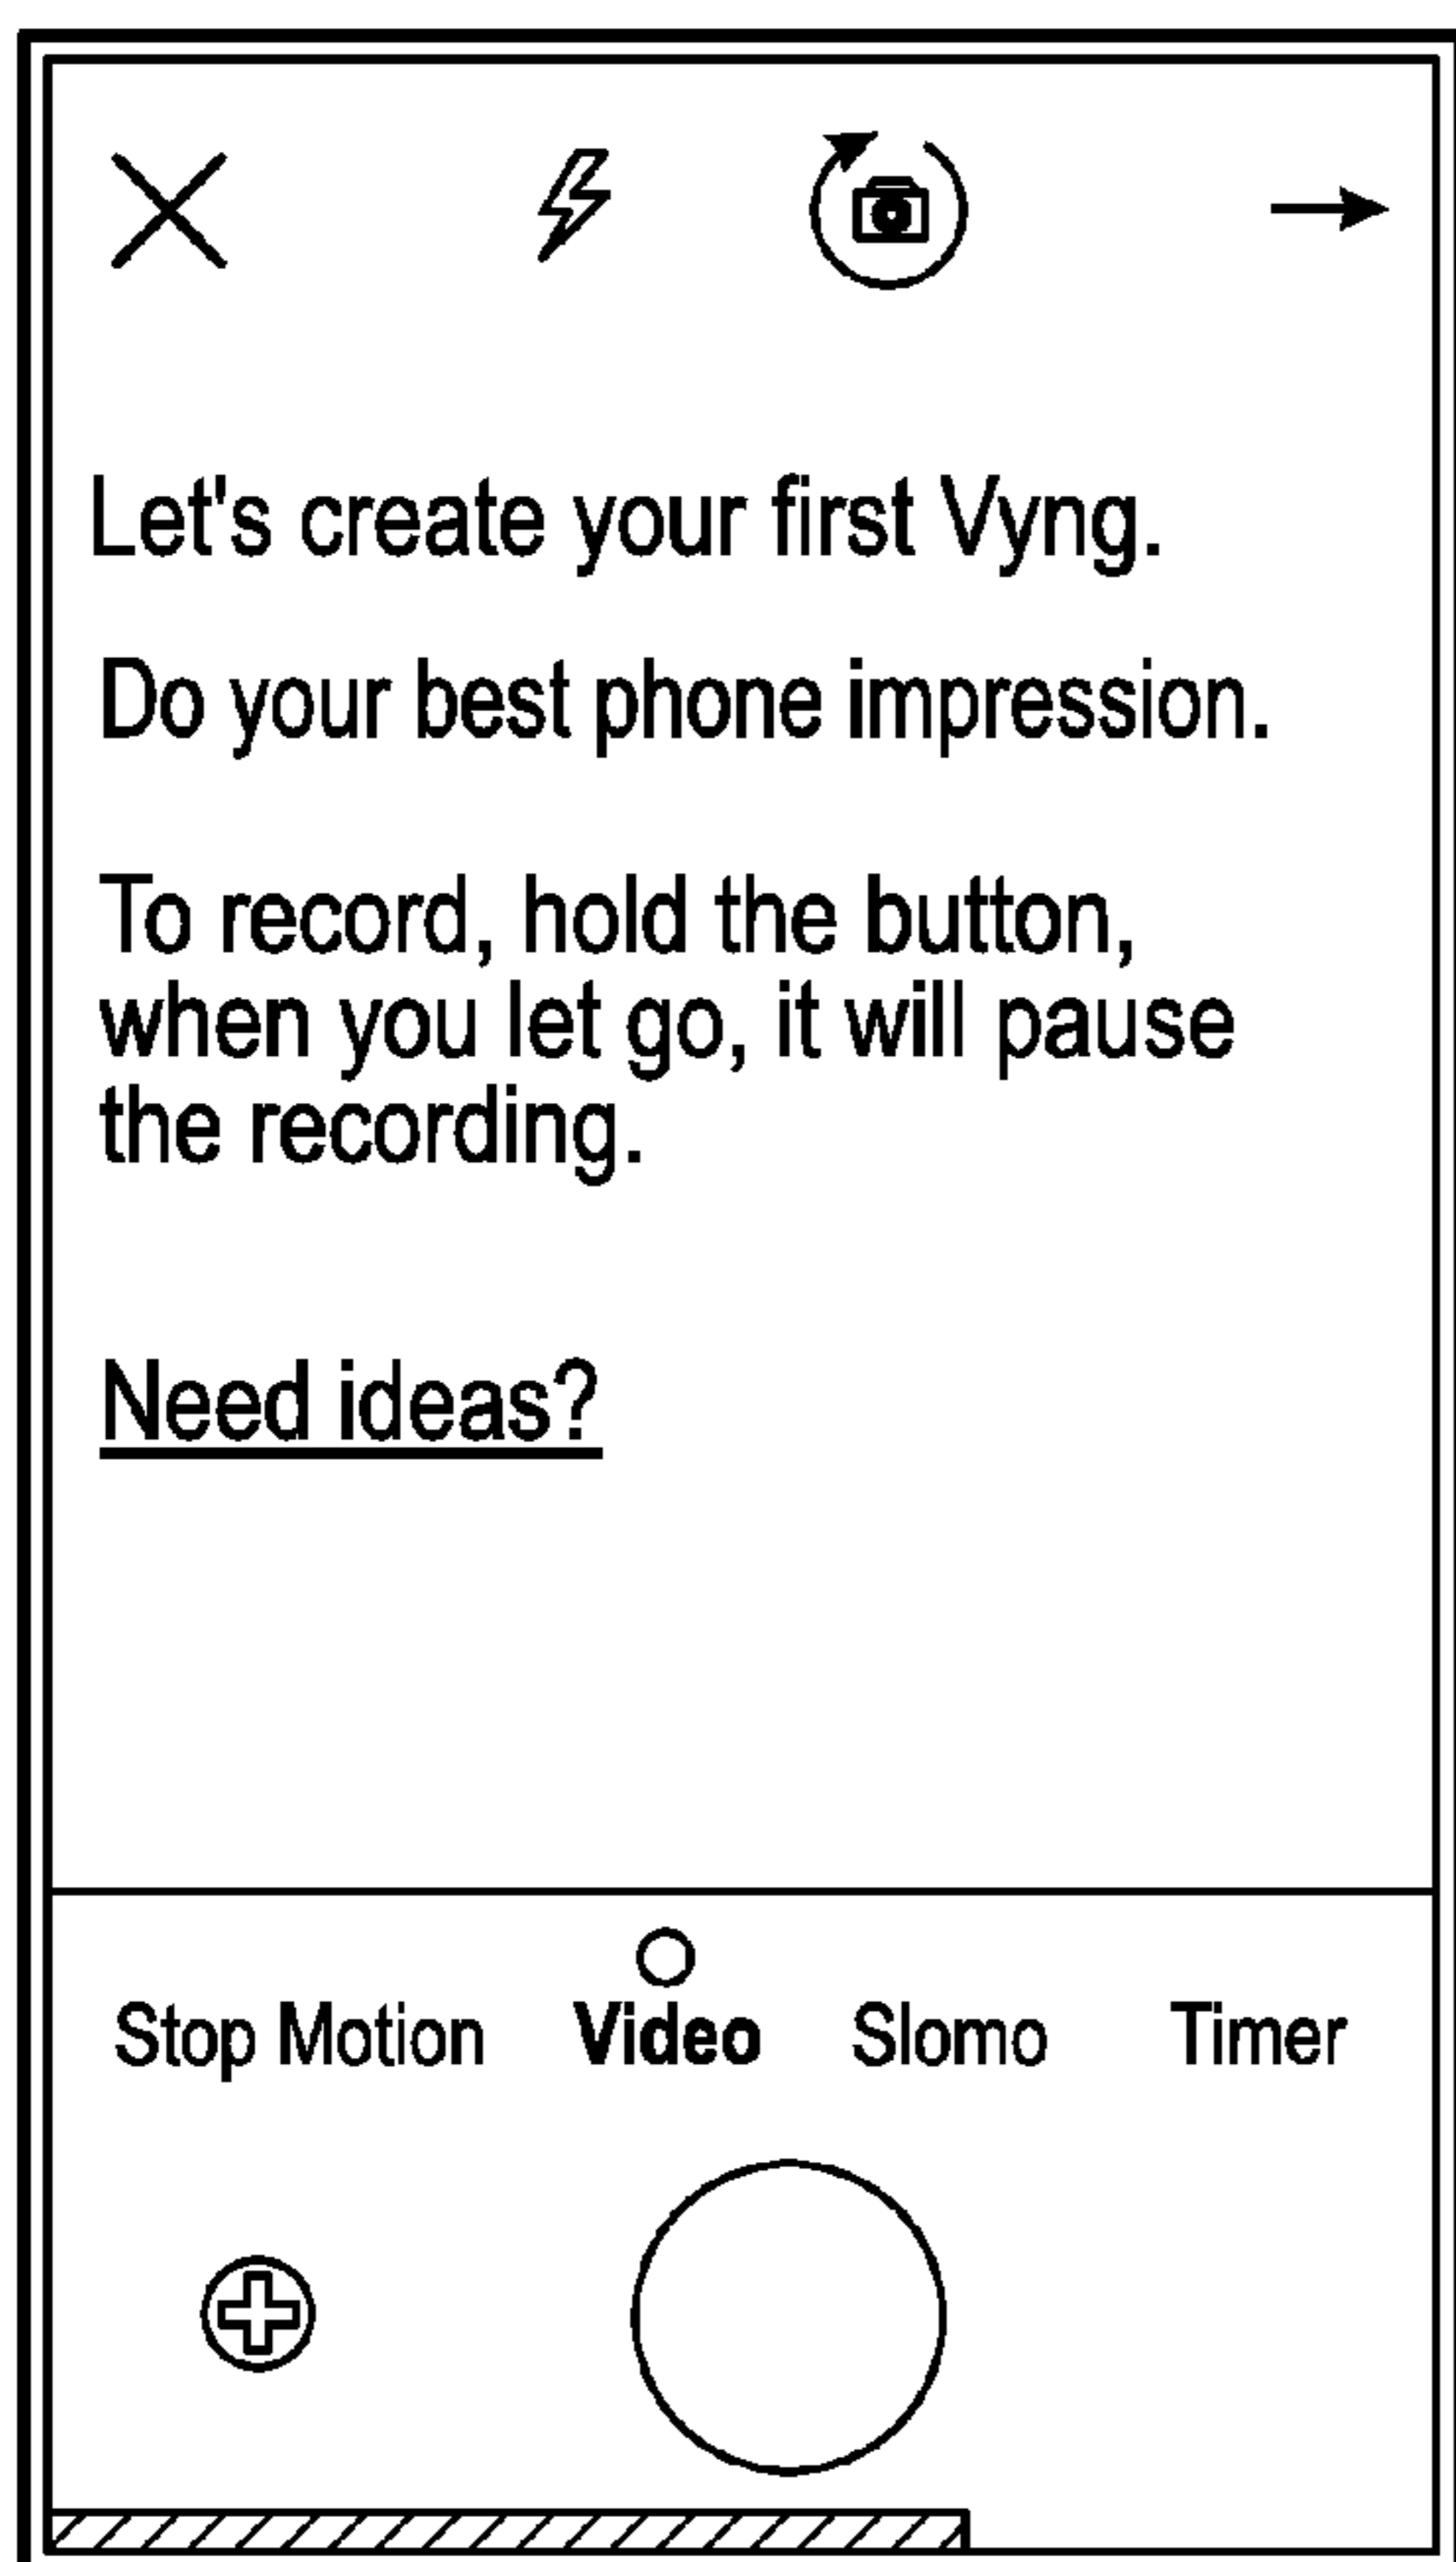 Let's create your first Vyng.
Do your best phone impression.
To record, hold the button,
when you let go, it will pause
the recording.
Need ideas?
Stop Motion Video Slomo Timer